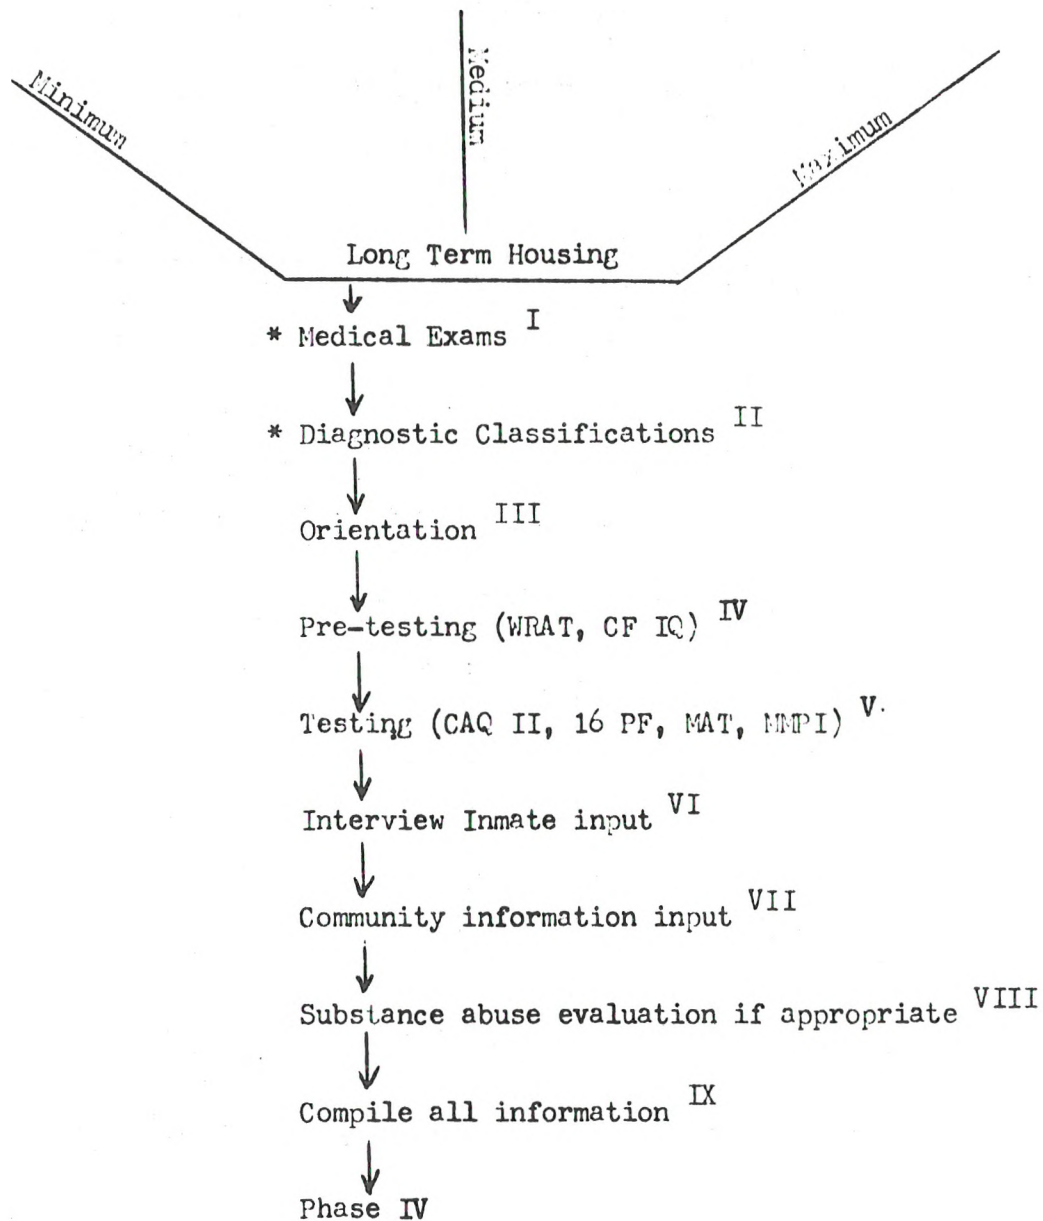 Minimum
Medium
Maximum
Long Term Housing
* Medical Exams I
* Diagnostic Classifications II
Orientation III
Pre-testing (WRAT, CF IQ) IV
Testing (CAQ II, 16 PF, MAT, MMPI) V.
Interview Inmate input VI
Community information input VII
Substance abuse evaluation if appropriate VIII
Compile all information IX
Phase IV